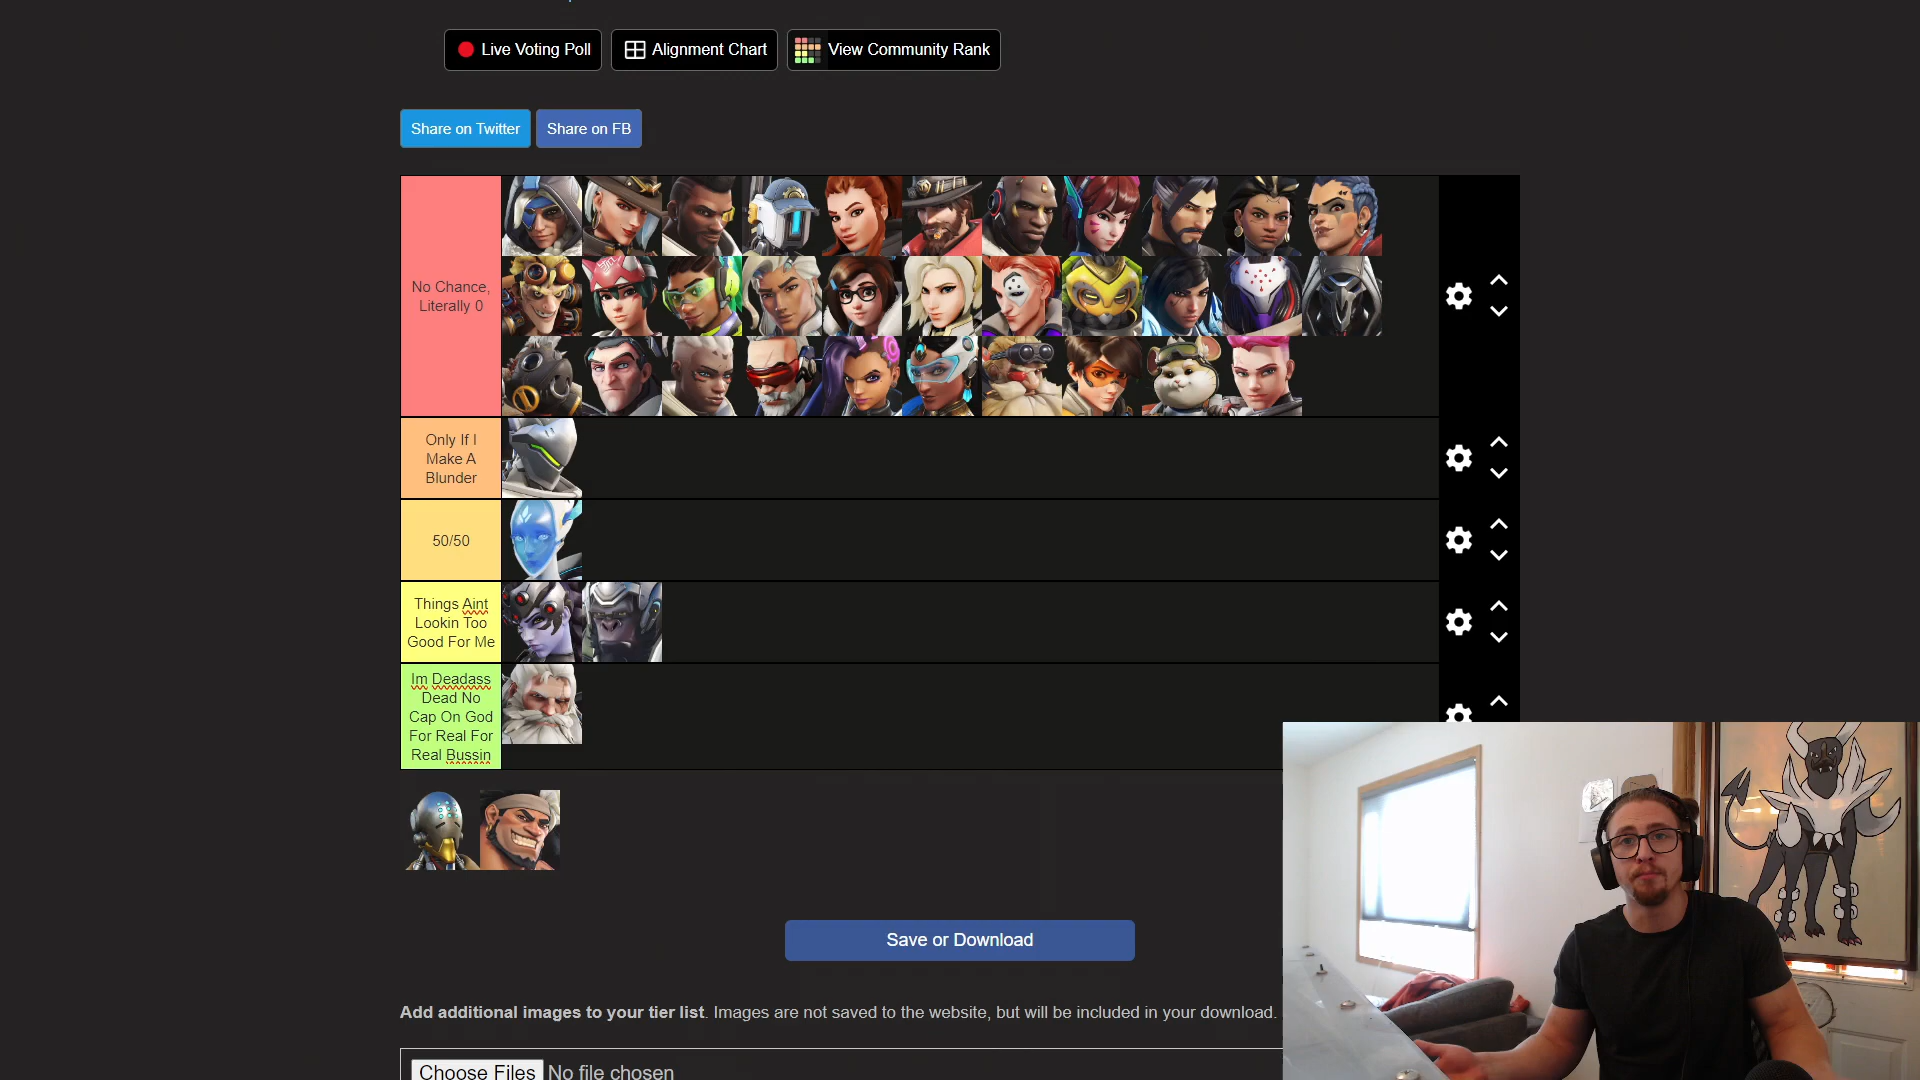 Live Voting Poll
Alignment Chart
View Community Rank
Share on Twitter
Share on FB
No Chance,
Literally 0
Only If I
Make A
Blunder
50/50
Things Aint
Lookin Too
Good For Me
Im Deadass
Dead No
Cap On God
For Real For
Real Bussin
Save or Download
Add additional images to your tier list. Images are not saved to the website, but will be included in your download.
Choose Files No file chosen